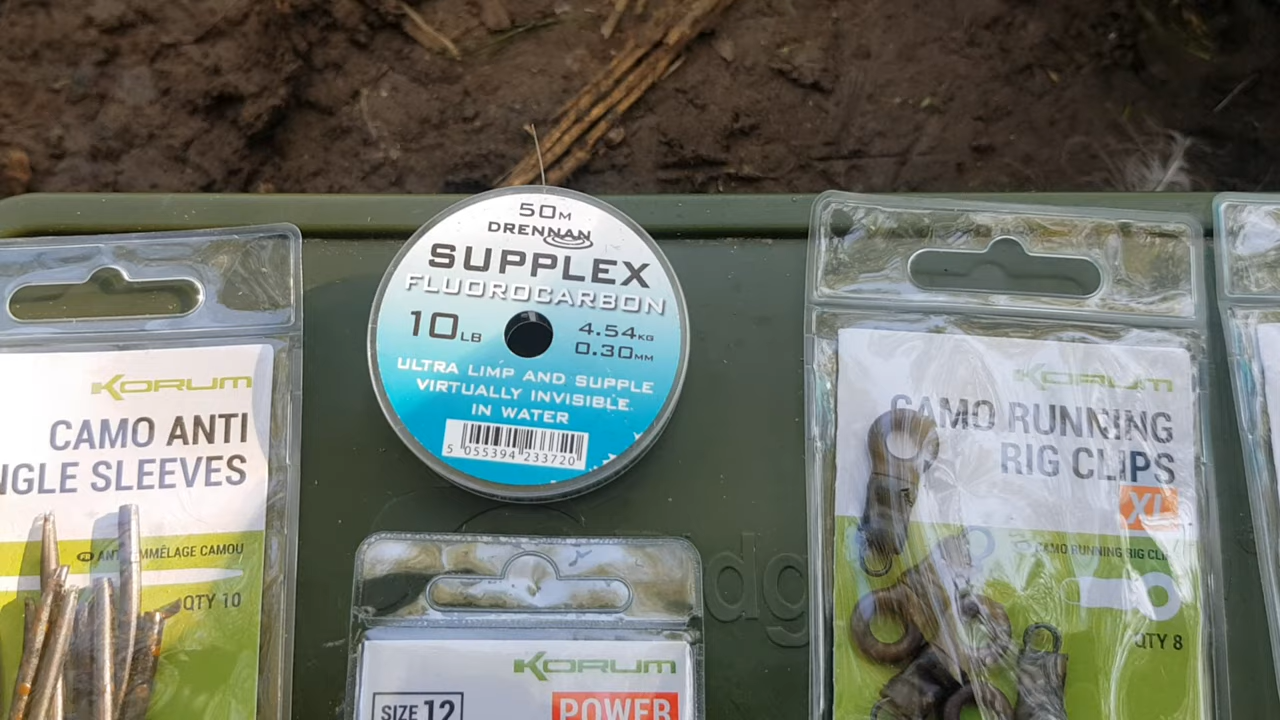 KORUM
CAMO ANTI
NGLE SLEEVES
QTY 10
50M
DRENNAN
SUPPLEX
FLUOROCARBON
10LB
4.54KG
0.30MM
ULTRA LIMP AND SUPPLE
VIRTUALLY INVISIBLE
IN WATER
5 055394 233720
KORUM
SIZE 12
POWER
KORUM
CAMO RUNNING
RIG CLIPS
XL
CAMO RUNNING RIG
QTY 8
dg